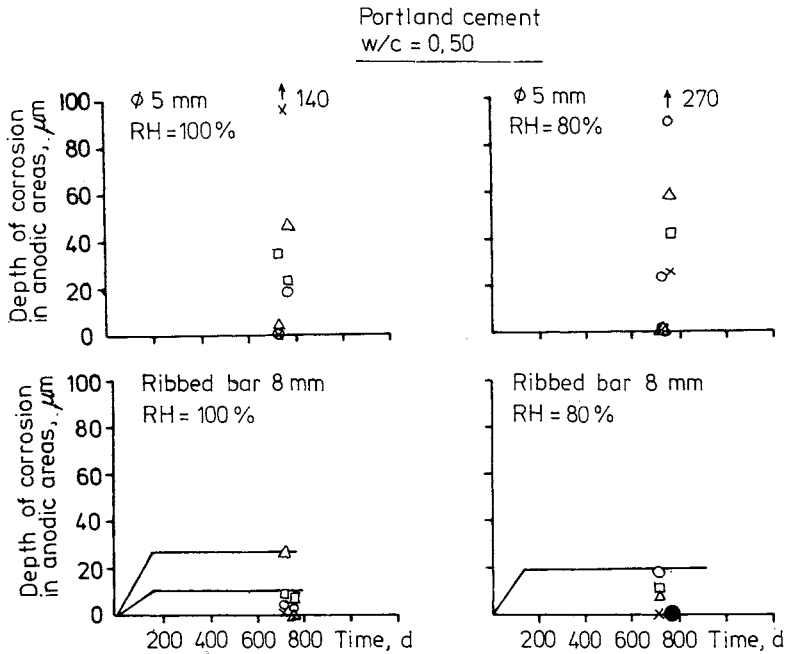 Portland cement
w/c = 0,50
Depth of corrosion
in anodic areas, μm
100
80
60
40
20
0
ϕ 5 mm
RH=100%
140
ϕ 5 mm
RH=80%
270
Depth of corrosion
in anodic areas, μm
100
80
60
40
20
0
Ribbed bar 8 mm
RH= 100%
200 400 600 800 Time, d
Ribbed bar 8 mm
RH=80%
200 400 600 800 Time, d